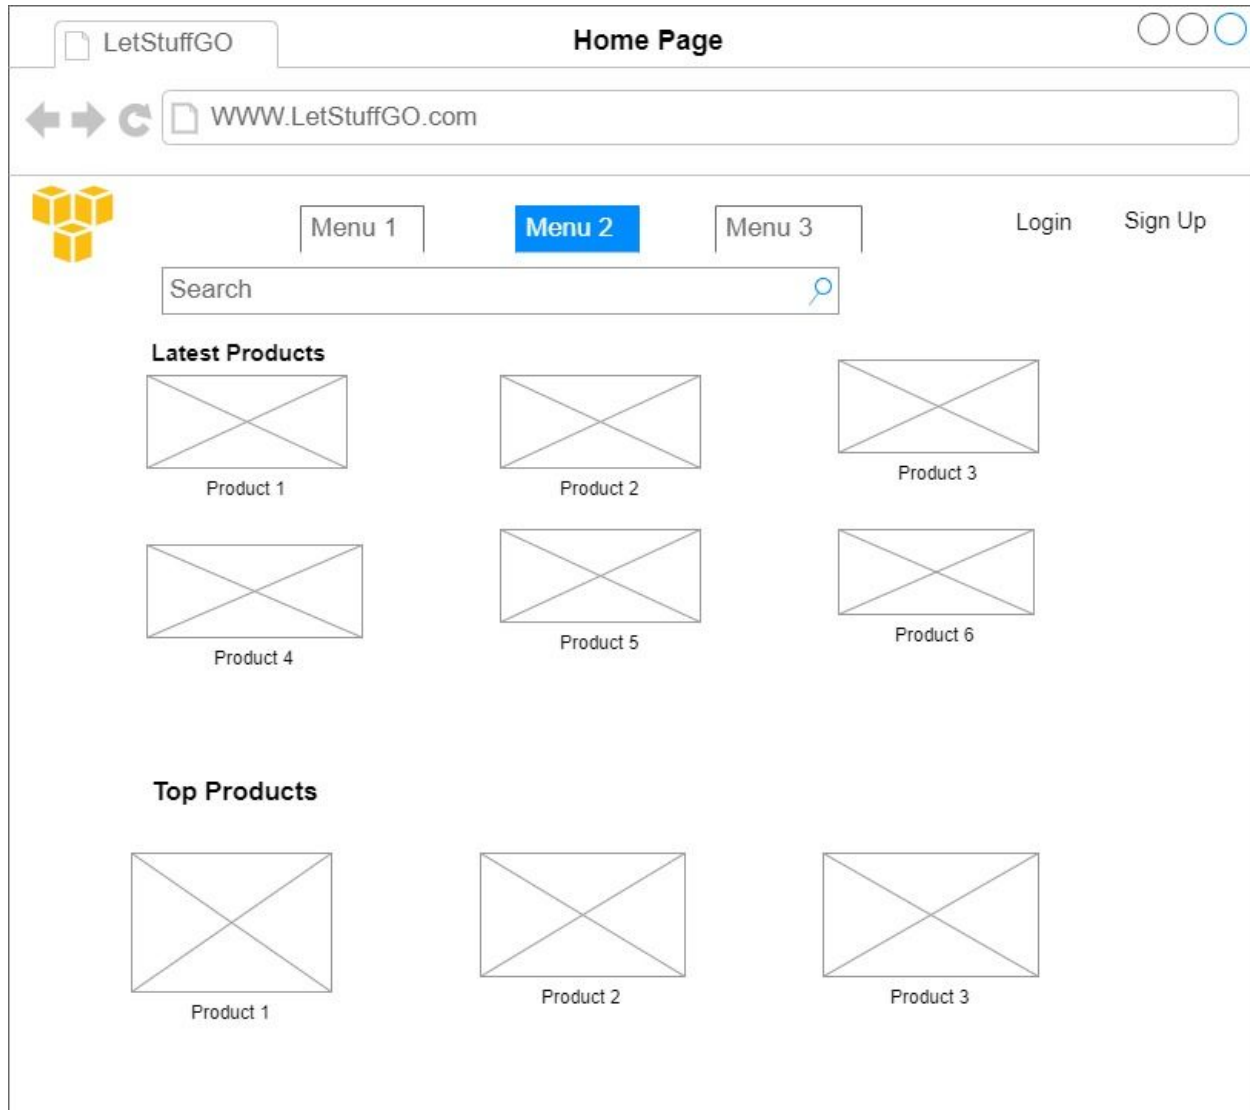 LetStuffGO
Home Page
WWW.LetStuffGO.com
Menu 1
Menu 2
Menu 3
Login
Sign Up
Search
Latest Products
Product 1
Product 2
Product 3
Product 4
Product 5
Product 6
Top Products
Product 1
Product 2
Product 3